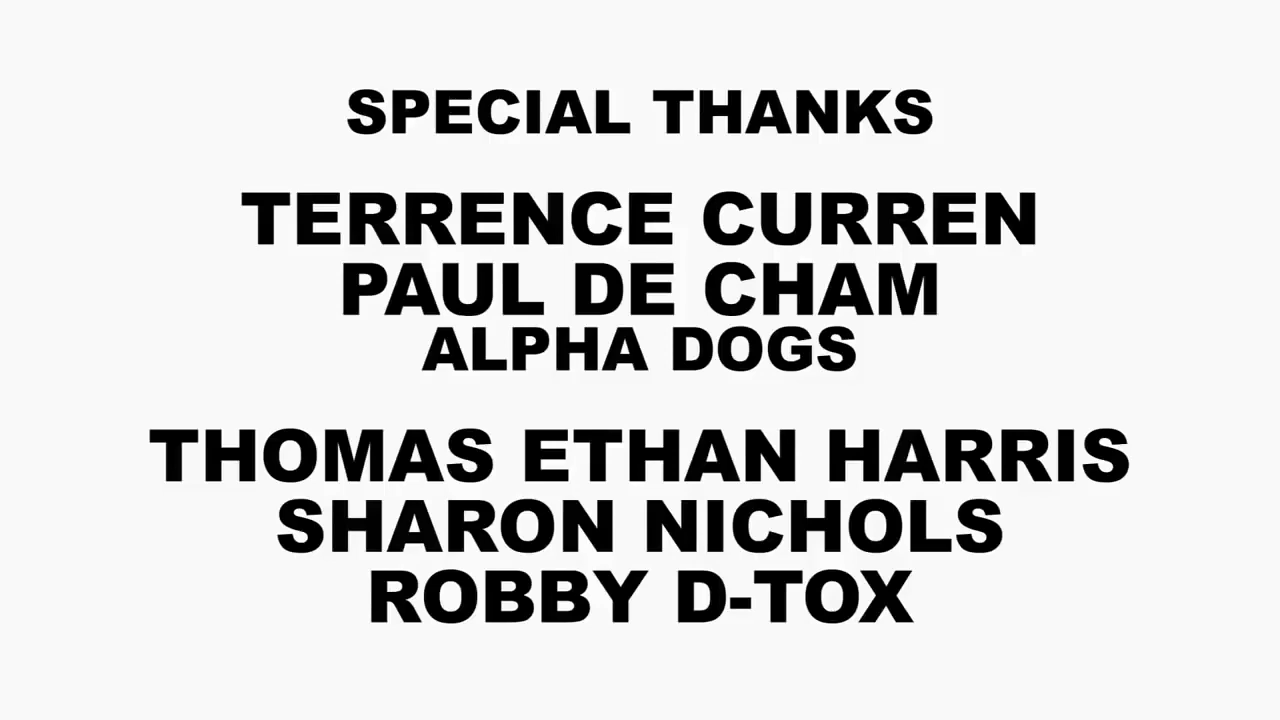 SPECIAL THANKS
TERRENCE CURREN
PAUL DE CHAM
ALPHA DOGS
THOMAS ETHAN HARRIS
SHARON NICHOLS
ROBBY D-TOX